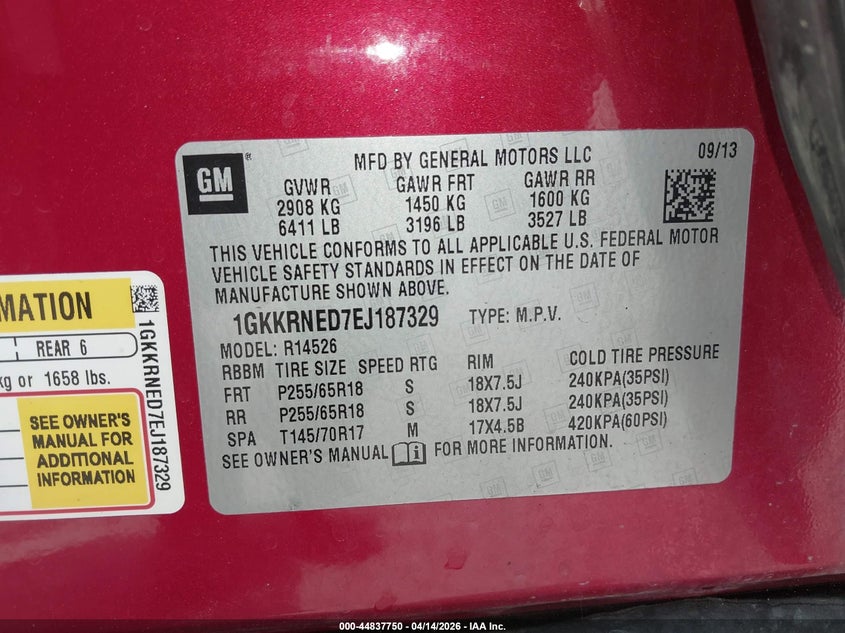 GM
®
MFD BY GENERAL MOTORS LLC
09/13
GVWR GAWR FRT GAWR RR
2908 KG 1450 KG 1600 KG
6411 LB 3196 LB 3527 LB
THIS VEHICLE CONFORMS TO ALL APPLICABLE U.S. FEDERAL MOTOR
VEHICLE SAFETY STANDARDS IN EFFECT ON THE DATE OF
MANUFACTURE SHOWN ABOVE.
1GKKRNED7EJ187329 TYPE: M.P.V.
MODEL: R14526
RBBM TIRE SIZE SPEED RTG RIM COLD TIRE PRESSURE
FRT P255/65R18 S 18X7.5J 240KPA(35PSI)
RR P255/65R18 S 18X7.5J 240KPA(35PSI)
SPA T145/70R17 M 17X4.5B 420KPA(60PSI)
SEE OWNER'S MANUAL i FOR MORE INFORMATION.
MATION
REAR 6
kg or 1658 lbs.
SEE OWNER'S
MANUAL FOR
ADDITIONAL
INFORMATION
1GKKRNED7EJ187329
000-44837750 | 04/14/2026 - IAA Inc.